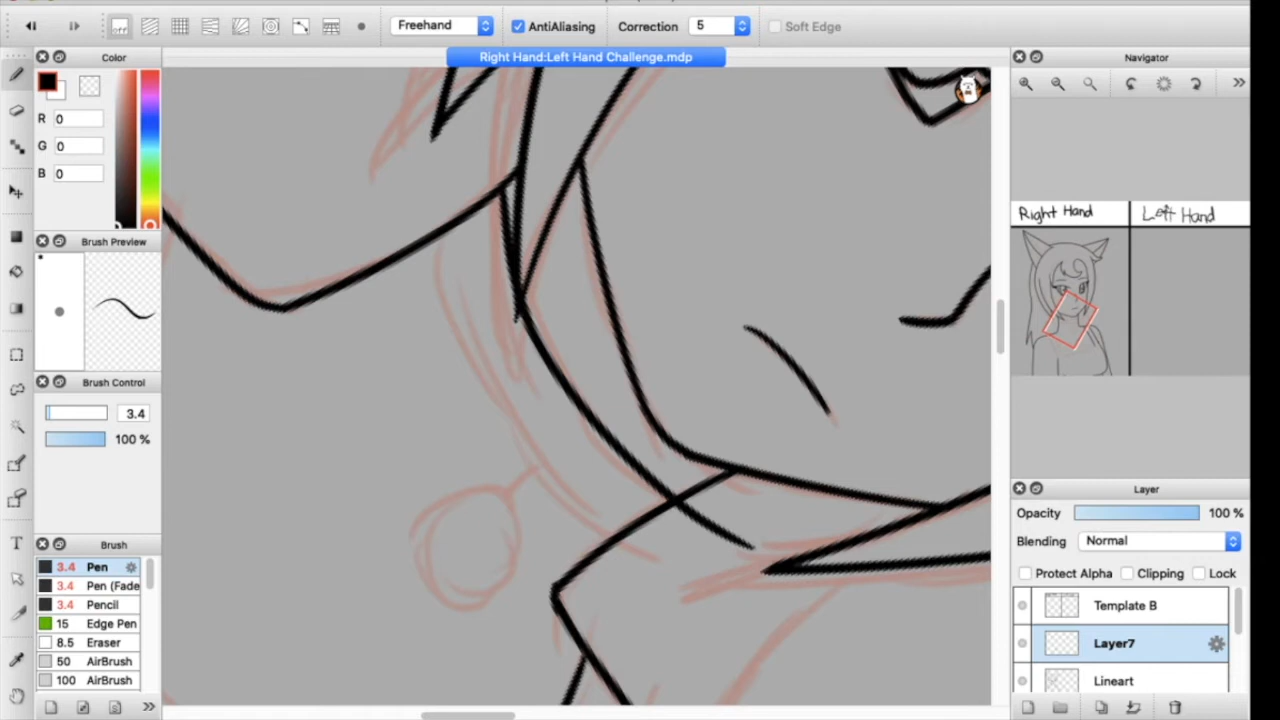 off
Freehand
AntiAliasing
Correction
5
Soft Edge
Color
Right Hand:Left Hand Challenge.mdp
Navigator
R 0
G 0
B 0
Right Hand
Left Hand
Brush Preview
Brush Control
3.4
100 %
Layer
Opacity
100 %
Blending
Normal
Protect Alpha
Clipping
Lock
Brush
3.4 Pen
3.4 Pen (Fade
3.4 Pencil
15 Edge Pen
8.5 Eraser
50 AirBrush
100 AirBrush
Template B
Layer7
Lineart
T